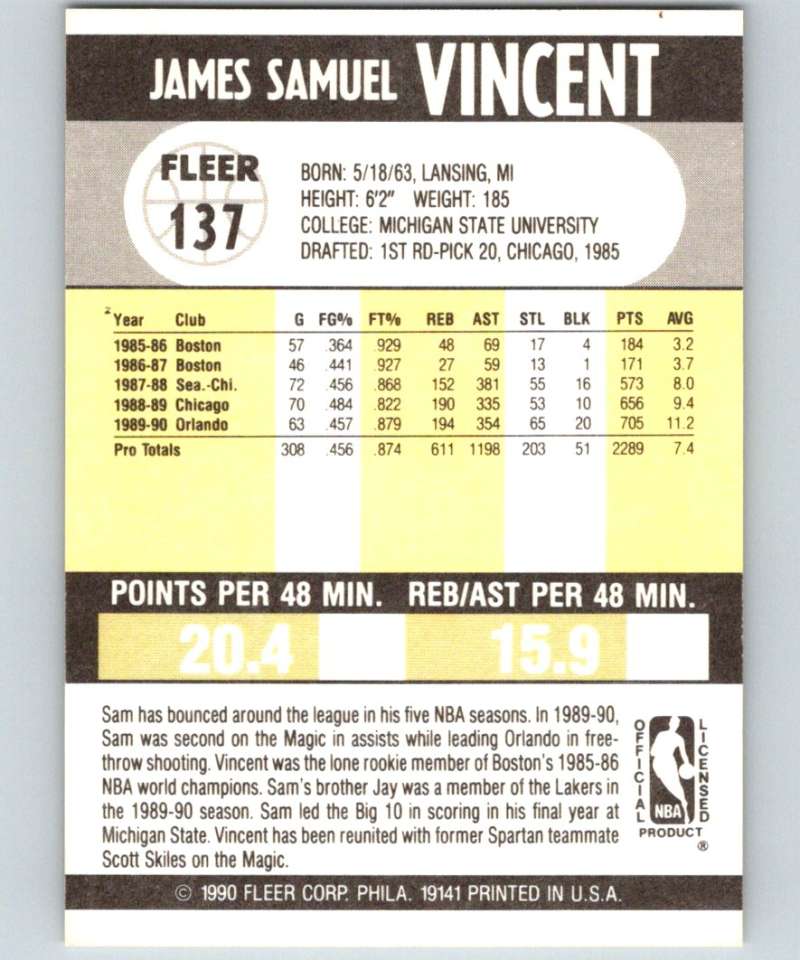 JAMES SAMUEL VINCENT
FLEER
137
BORN: 5/18/63, LANSING, MI
HEIGHT: 6'2" WEIGHT: 185
COLLEGE: MICHIGAN STATE UNIVERSITY
DRAFTED: 1ST RD-PICK 20, CHICAGO, 1985
Year Club G FG% FT% REB AST STL BLK PTS AVG
1985-86 Boston 57 .364 .929 48 69 17 4 184 3.2
1986-87 Boston 46 .441 .927 27 59 13 1 171 3.7
1987-88 Sea.-Chi. 72 .456 .868 152 381 55 16 573 8.0
1988-89 Chicago 70 .484 .822 190 335 53 10 656 9.4
1989-90 Orlando 63 .457 .879 194 354 65 20 705 11.2
Pro Totals 308 .456 .874 611 1198 203 51 2289 7.4
POINTS PER 48 MIN. REB/AST PER 48 MIN.
20.4 15.9
Sam has bounced around the league in his five NBA seasons. In 1989-90,
Sam was second on the Magic in assists while leading Orlando in free-
throw shooting. Vincent was the lone rookie member of Boston's 1985-86
NBA world champions. Sam's brother Jay was a member of the Lakers in
the 1989-90 season. Sam led the Big 10 in scoring in his final year at
Michigan State. Vincent has been reunited with former Spartan teammate
Scott Skiles on the Magic.
OFFICIAL
NBA
LICENSED
PRODUCT
®
© 1990 FLEER CORP. PHILA. 19141 PRINTED IN U.S.A.